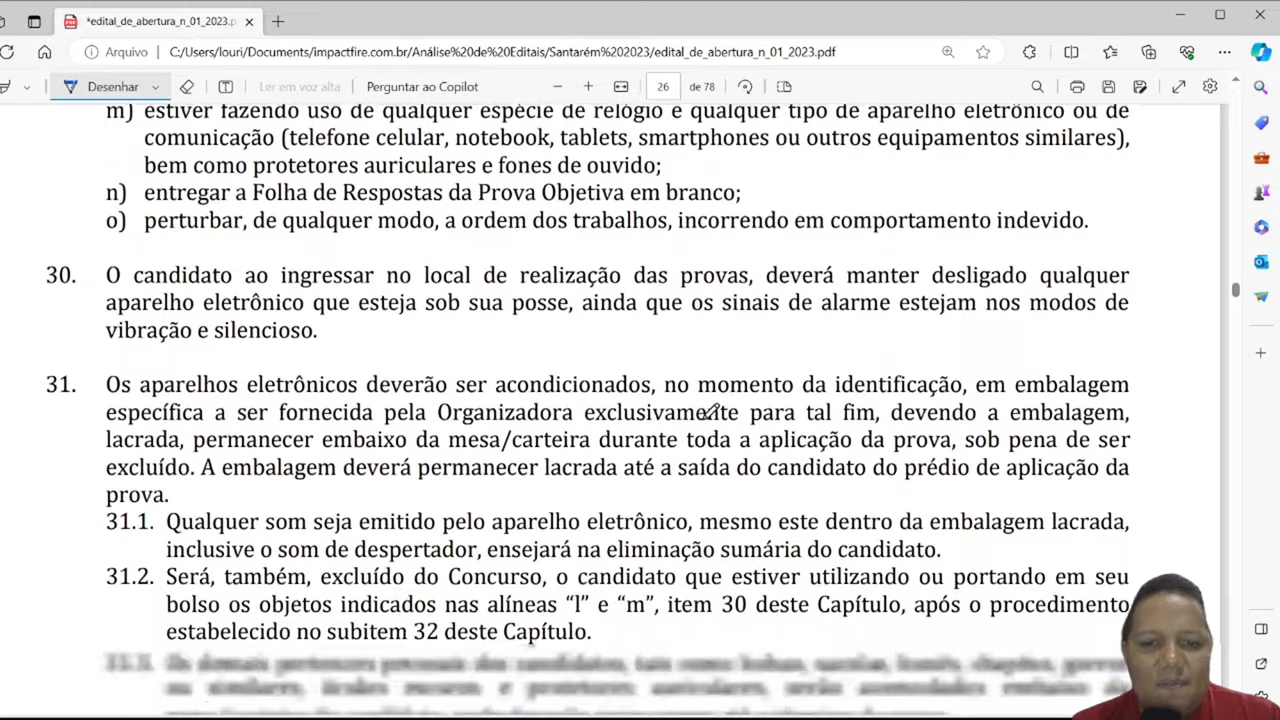 *edital_de_abertura_n_01_2023.p
Arquivo C:/Users/louri/Documents/impactfire.com.br/Análise%20de%20Editais/Santarém%202023/edital_de_abertura_n_01_2023.pdf
Desenhar Ler em voz alta Perguntar ao Copilot 26 de 78
m) estiver fazendo uso de qualquer espécie de relógio e qualquer tipo de aparelho eletrônico ou de
comunicação (telefone celular, notebook, tablets, smartphones ou outros equipamentos similares),
bem como protetores auriculares e fones de ouvido;
n) entregar a Folha de Respostas da Prova Objetiva em branco;
o) perturbar, de qualquer modo, a ordem dos trabalhos, incorrendo em comportamento indevido.
30. O candidato ao ingressar no local de realização das provas, deverá manter desligado qualquer
aparelho eletrônico que esteja sob sua posse, ainda que os sinais de alarme estejam nos modos de
vibração e silencioso.
31. Os aparelhos eletrônicos deverão ser acondicionados, no momento da identificação, em embalagem
específica a ser fornecida pela Organizadora exclusivamente para tal fim, devendo a embalagem,
lacrada, permanecer embaixo da mesa/carteira durante toda a aplicação da prova, sob pena de ser
excluído. A embalagem deverá permanecer lacrada até a saída do candidato do prédio de aplicação da
prova.
31.1. Qualquer som seja emitido pelo aparelho eletrônico, mesmo este dentro da embalagem lacrada,
inclusive o som de despertador, ensejará na eliminação sumária do candidato.
31.2. Será, também, excluído do Concurso, o candidato que estiver utilizando ou portando em seu
bolso os objetos indicados nas alíneas “l” e “m”, item 30 deste Capítulo, após o procedimento
estabelecido no subitem 32 deste Capítulo.